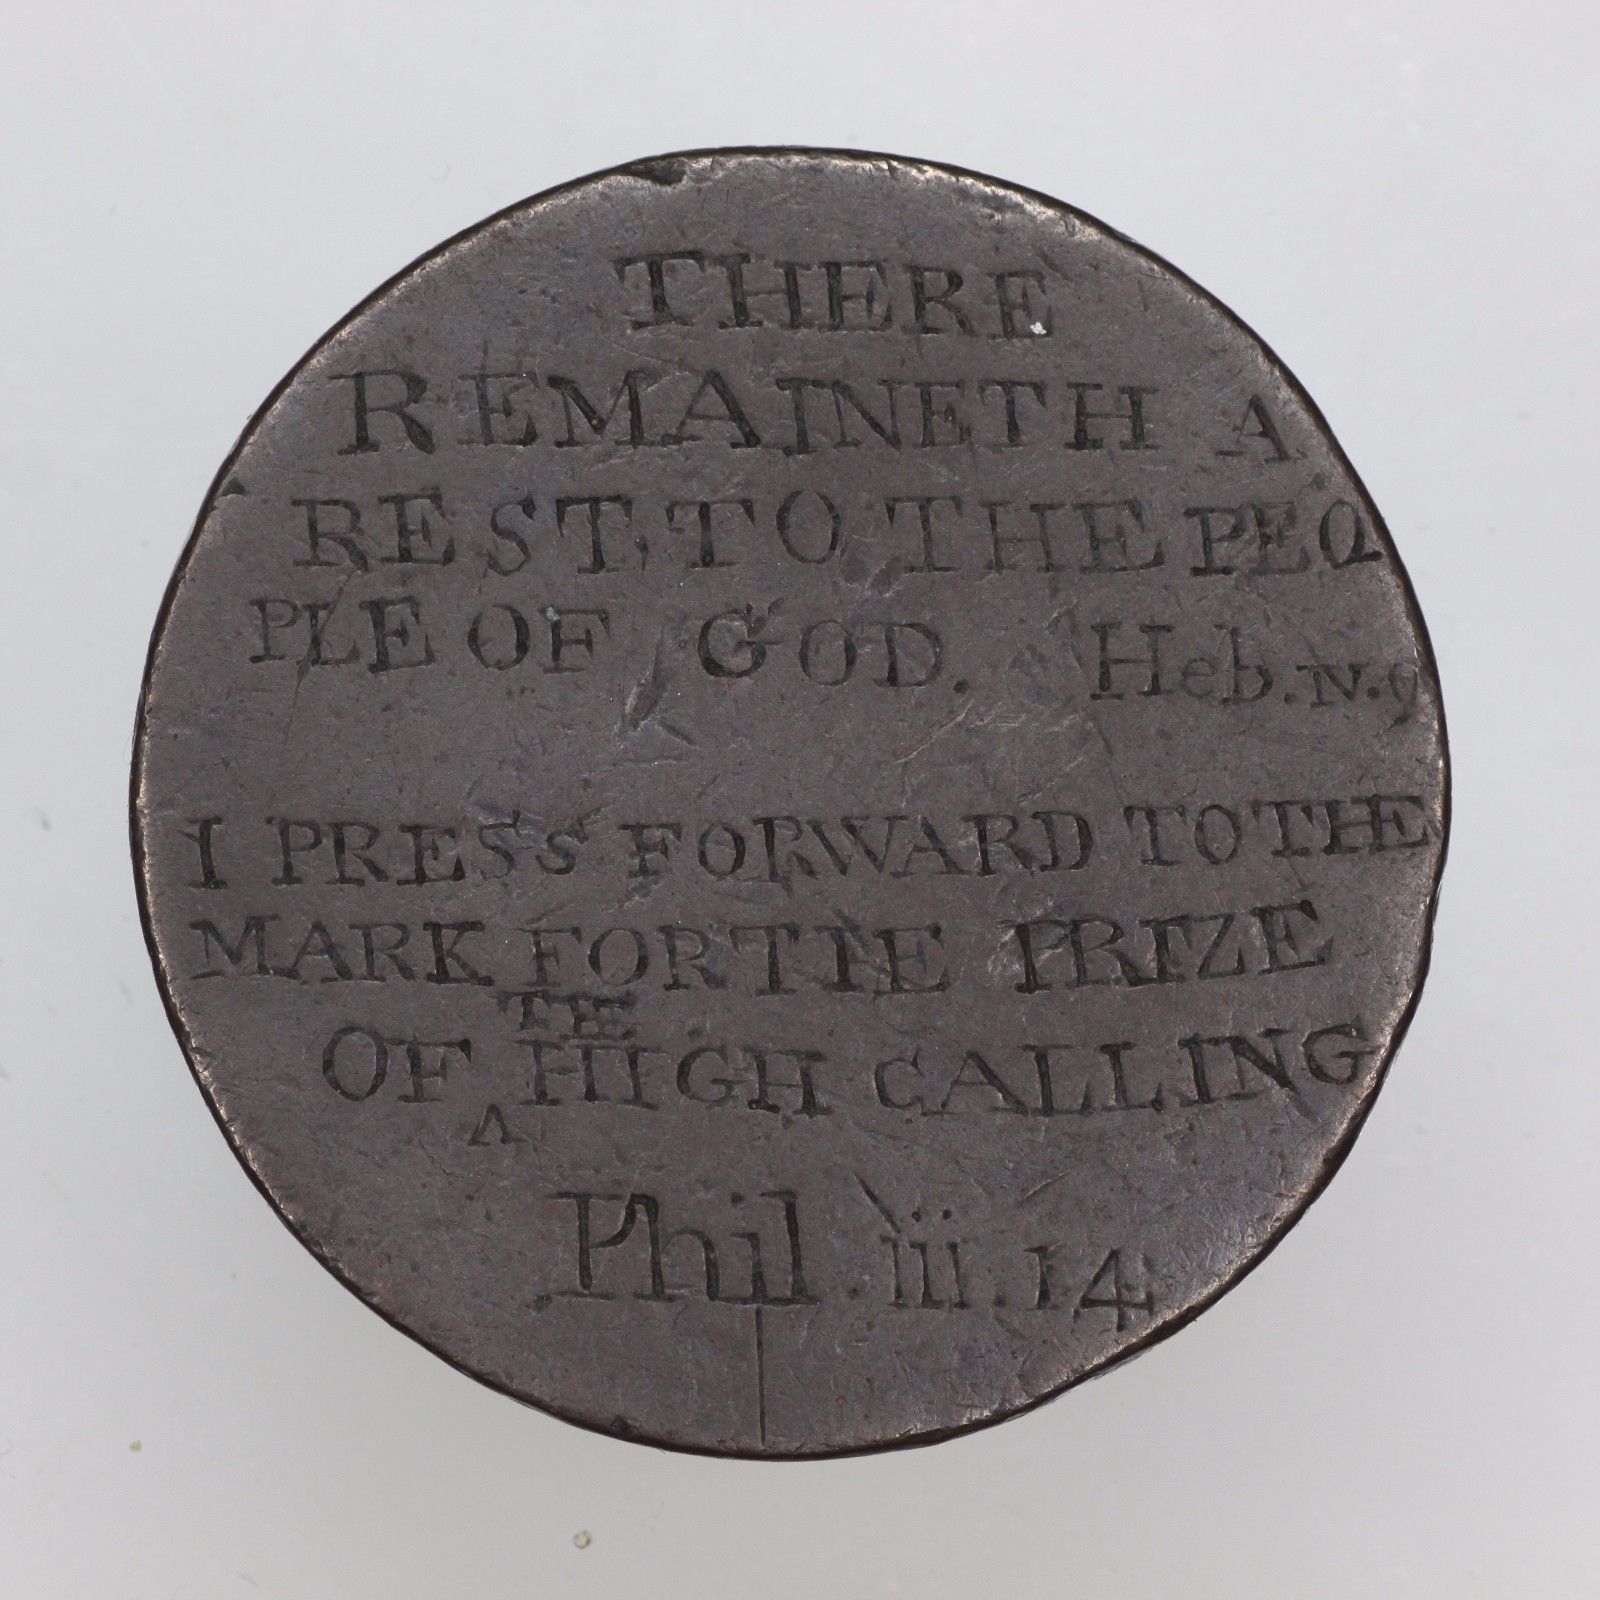 THERE
REMAINETH A
REST, TO THE PEO
PLE OF GOD. Heb. IV. 9
I PRESS FORWARD TO THE
MARK FOR THE PRIZE
THE
OF ^ HIGH CALLING
Phil. iii. 14